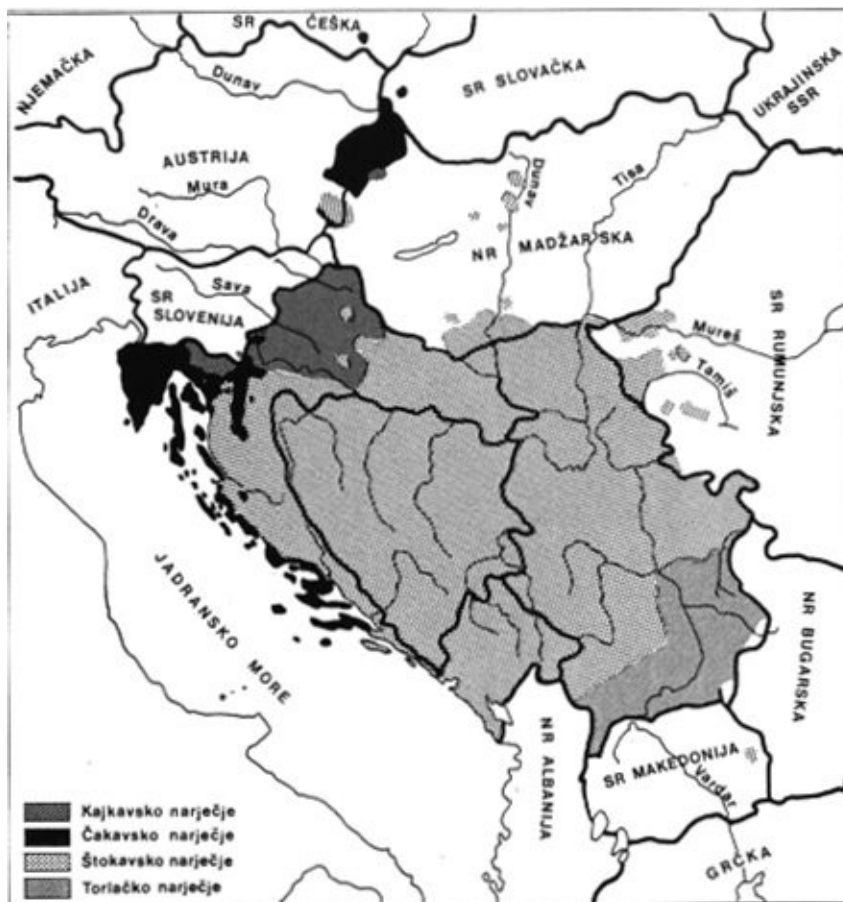 SR ČEŠKA
NJEMAČKA
Dunav
SR SLOVAČKA
UKRAJINSKA
SSR
AUSTRIJA
Mura
Drava
Dunav
Tisa
NR MADŽARSKA
ITALIJA
Sava
SR
SLOVENIJA
Mureš
Tamiš
SR RUMUNJSKA
JADRANSKO MORE
NR BUGARSKA
NR ALBANIJA
SR MAKEDONIJA
Vardar
GRČKA
Kajkavsko narječje
Čakavsko narječje
Štokavsko narječje
Torlačko narječje